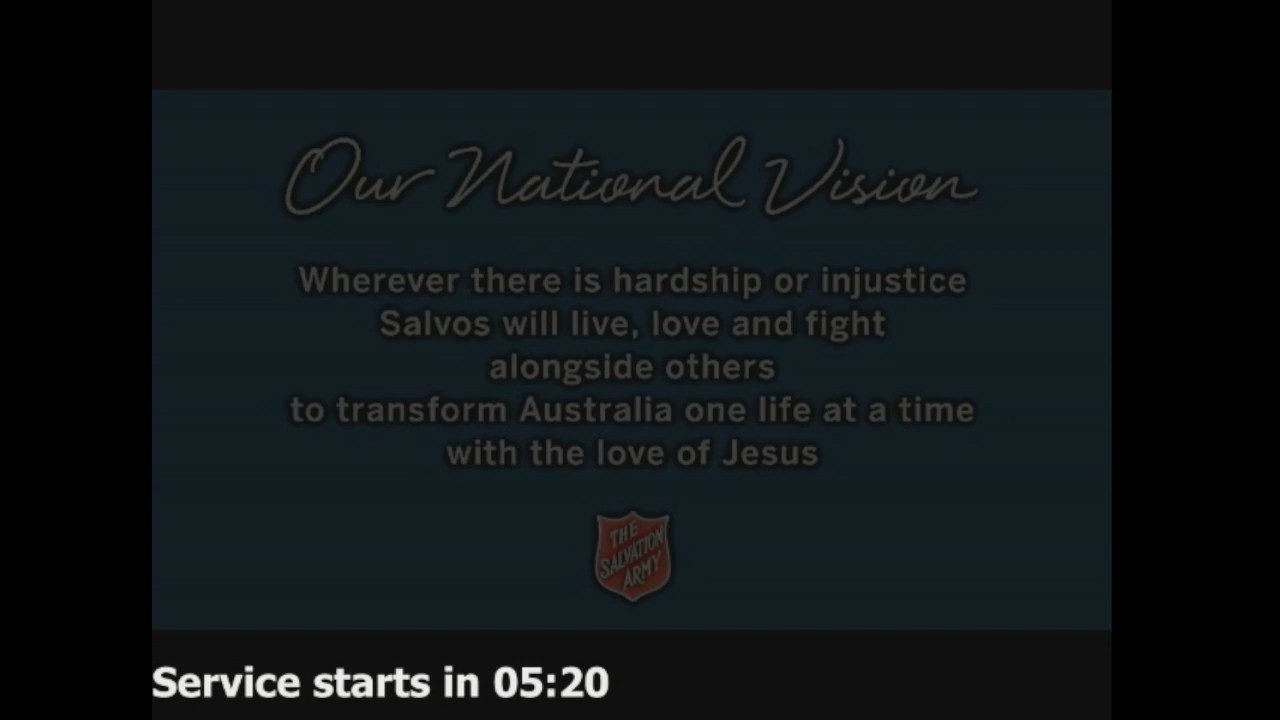 Our National Vision
Wherever there is hardship or injustice
Salvos will live, love and fight
alongside others
to transform Australia one life at a time
with the love of Jesus
THE
SALVATION
ARMY
Service starts in 05:20